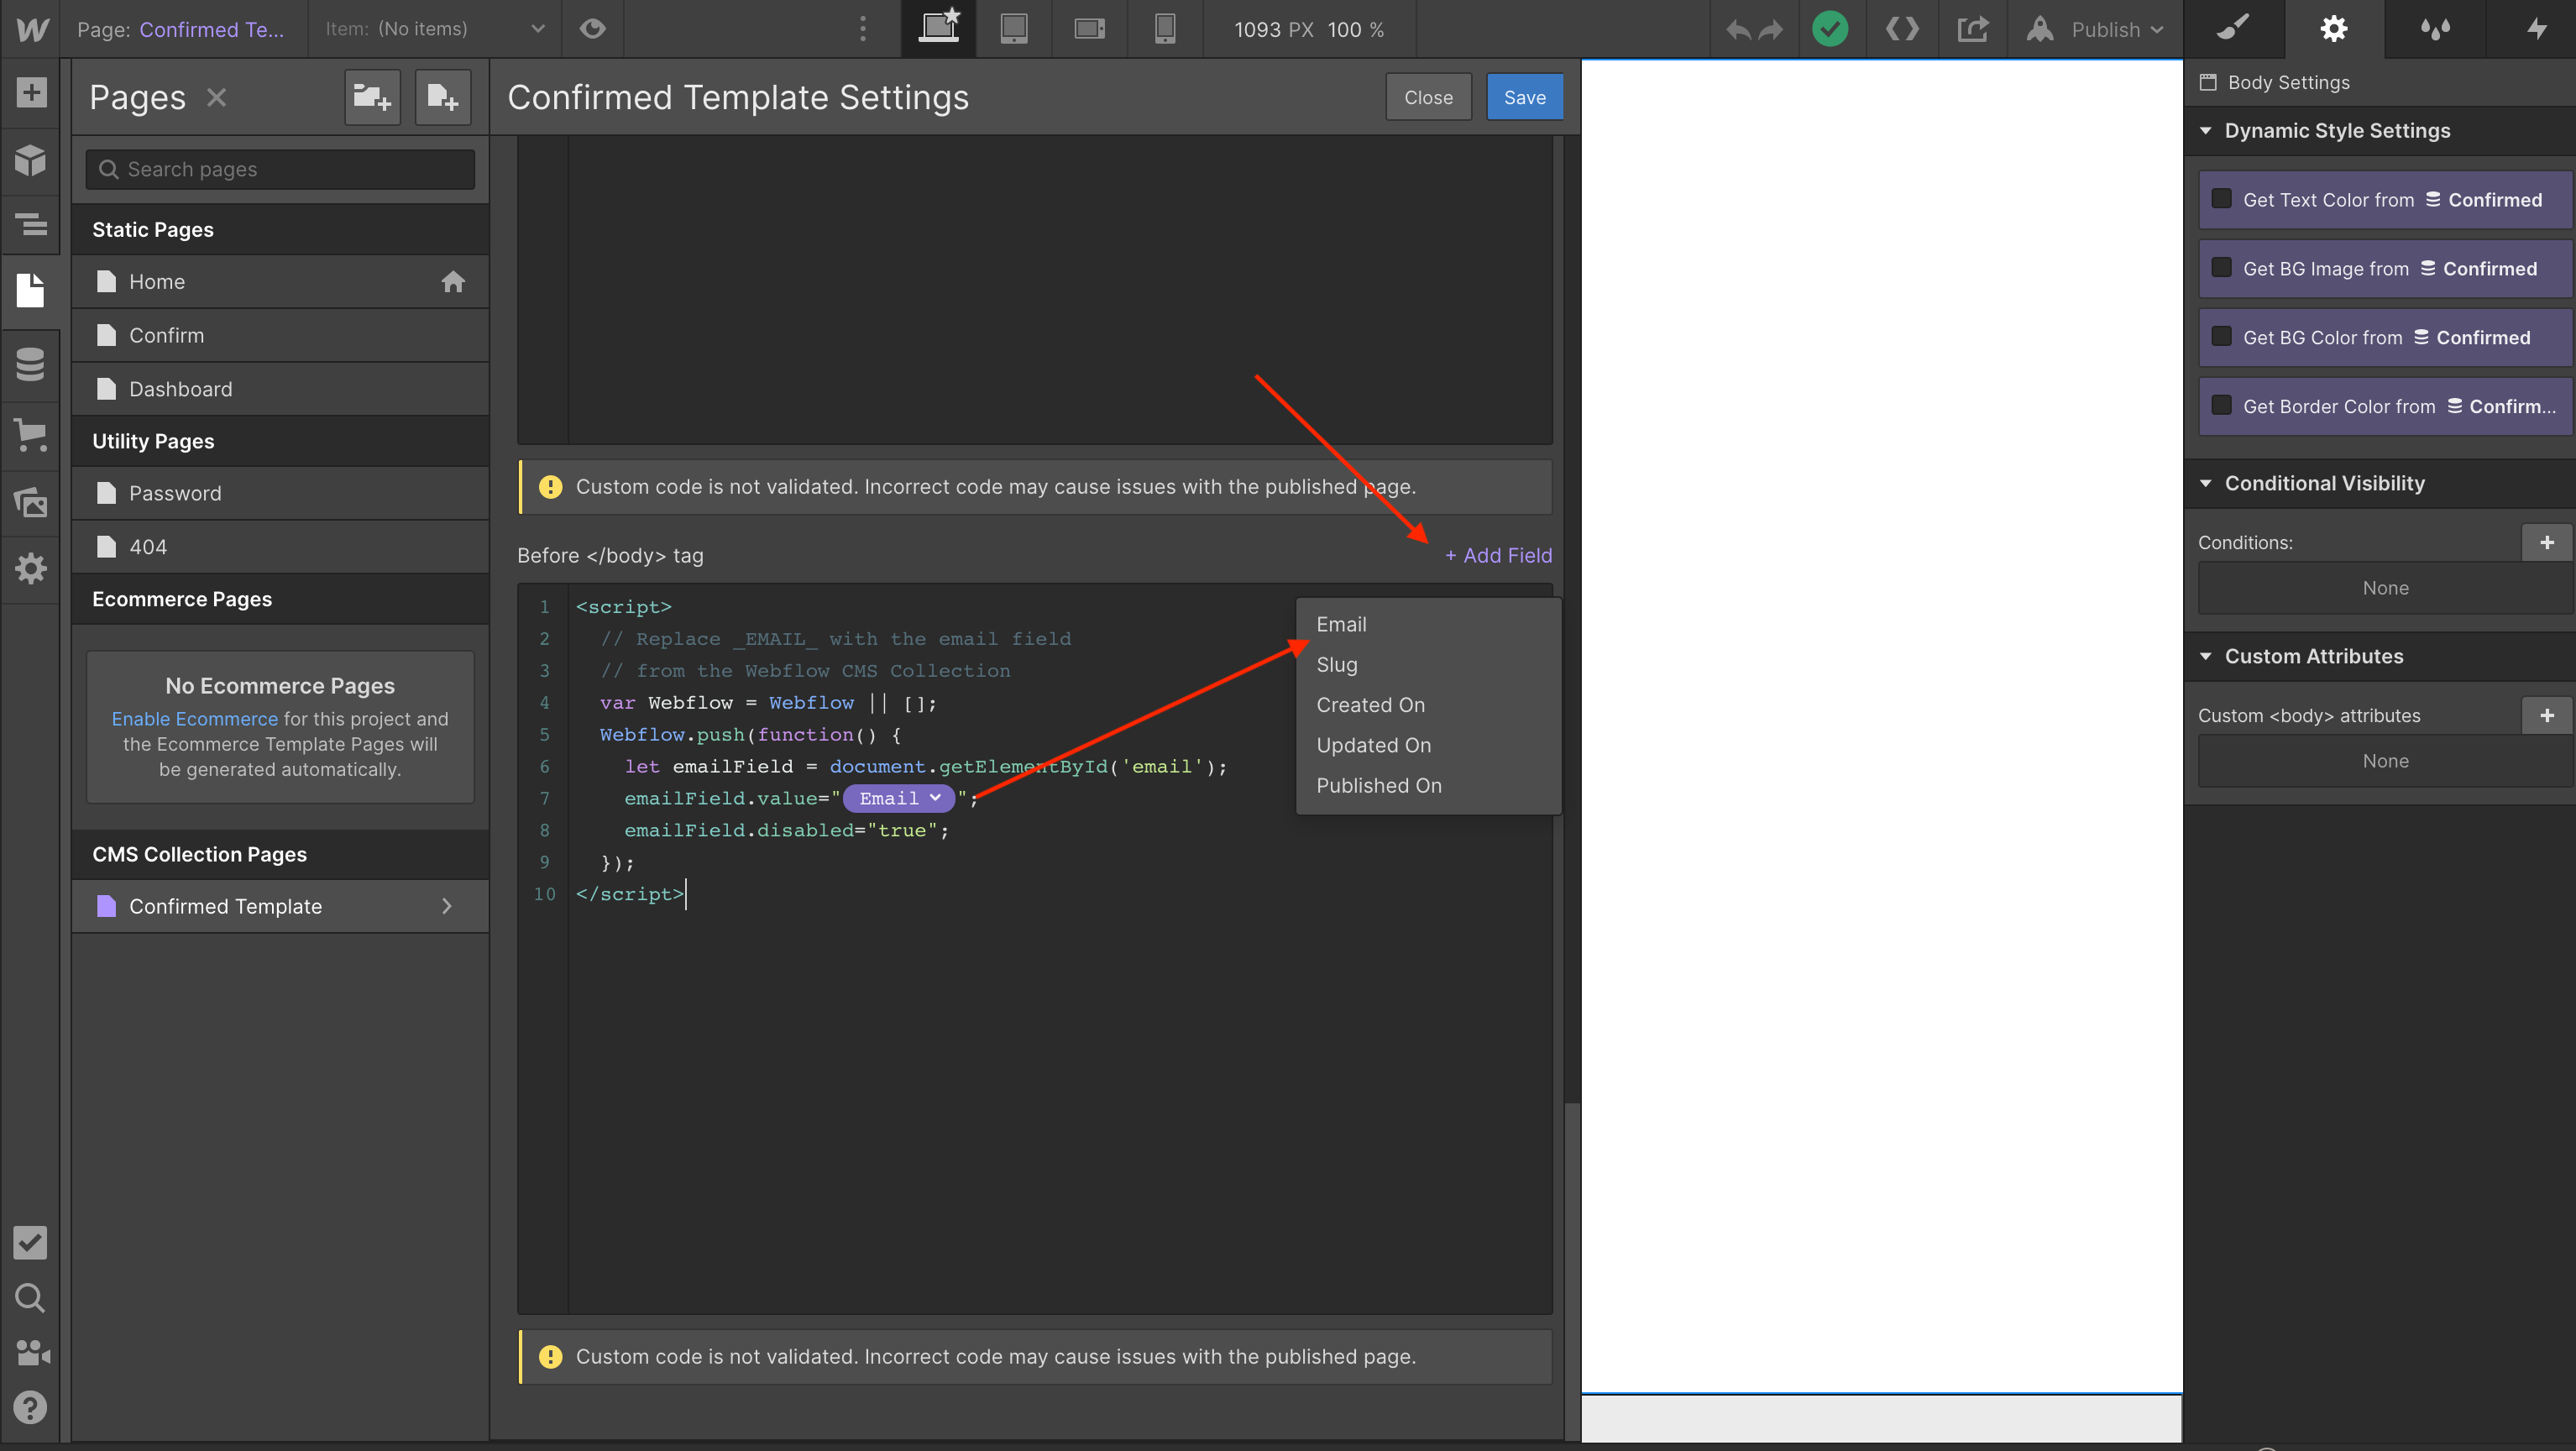 Page: Confirmed Te...
Item: (No items)
1093 PX 100 %
Publish
Pages
Search pages
Static Pages
Home
Confirm
Dashboard
Utility Pages
Password
404
Ecommerce Pages
No Ecommerce Pages
Enable Ecommerce for this project and
the Ecommerce Template Pages will
be generated automatically.
CMS Collection Pages
Confirmed Template
Confirmed Template Settings
Close
Save
Custom code is not validated. Incorrect code may cause issues with the published page.
Before </body> tag
+ Add Field
1 <script>
2 // Replace _EMAIL_ with the email field
3 // from the Webflow CMS Collection
4 var Webflow = Webflow || [];
5 Webflow.push(function() {
6 let emailField = document.getElementById('email');
7 emailField.value=" Email ";
8 emailField.disabled="true";
9 });
10 </script>
Email
Slug
Created On
Updated On
Published On
Custom code is not validated. Incorrect code may cause issues with the published page.
Body Settings
Dynamic Style Settings
Get Text Color from Confirmed
Get BG Image from Confirmed
Get BG Color from Confirmed
Get Border Color from Confirm...
Conditional Visibility
Conditions:
None
Custom Attributes
Custom <body> attributes
None